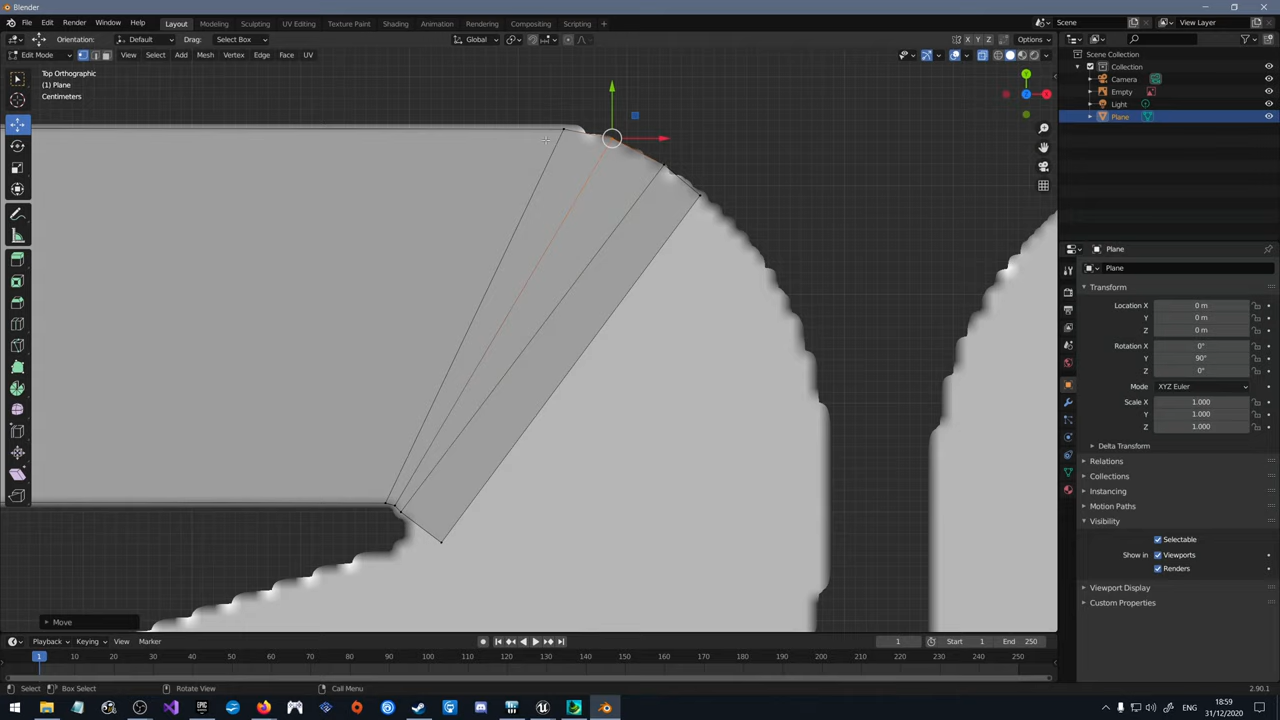 Blender
File Edit Render Window Help Layout Modeling Sculpting UV Editing Texture Paint Shading Animation Rendering Compositing Scripting + Scene View Layer
Orientation: Default Drag: Select Box Global X Y Z Options
Edit Mode View Select Add Mesh Vertex Edge Face UV
Top Orthographic
(1) Plane
Centimeters
Scene Collection
Collection
Camera
Empty
Light
Plane
Plane
Plane
Transform
Location X 0 m
Y 0 m
Z 0 m
Rotation X 0°
Y 90°
Z 0°
Mode XYZ Euler
Scale X 1.000
Y 1.000
Z 1.000
Delta Transform
Relations
Collections
Instancing
Motion Paths
Visibility
Selectable
Show in Viewports
Renders
Viewport Display
Custom Properties
Move
Playback Keying View Marker 1 Start 1 End 250
1 10 20 30 40 50 60 70 80 90 100 110 120 130 140 150 160 170 180 190 200 210 220 230 240 250
Select Box Select Rotate View Call Menu 2.90.1
ENG 18:59
31/12/2020